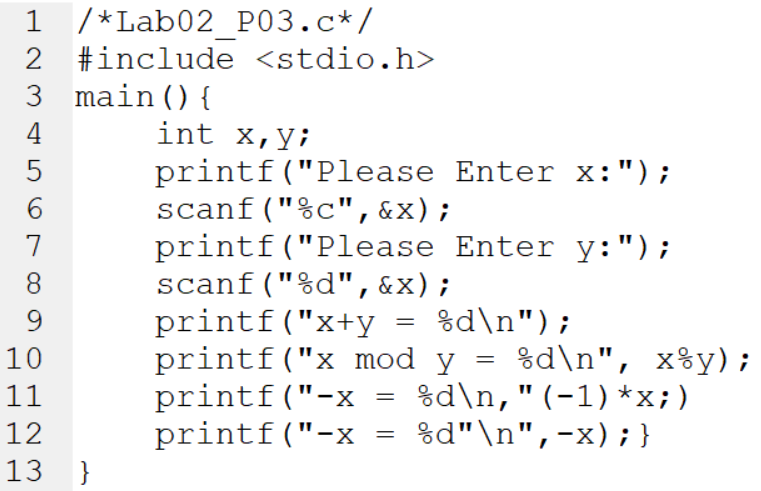 1 /*Lab02_P03.c*/
2 #include <stdio.h>
3 main(){
4     int x,y;
5     printf("Please Enter x:");
6     scanf("%c",&x);
7     printf("Please Enter y:");
8     scanf("%d",&x);
9     printf("x+y = %d\n");
10     printf("x mod y = %d\n", x%y);
11     printf("-x = %d\n,"(-1)*x;)
12     printf("-x = %d"\n",-x);}
13 }